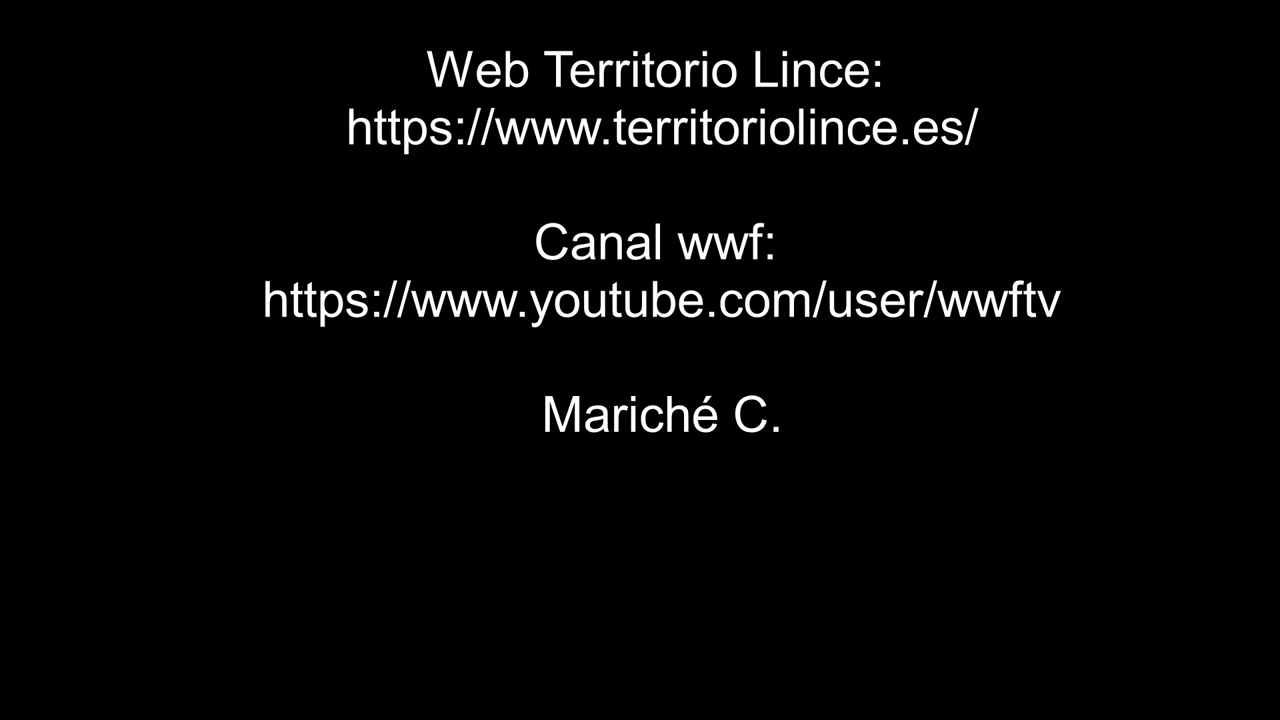 Web Territorio Lince:
https://www.territoriolince.es/
Canal wwf:
https://www.youtube.com/user/wwftv
Mariché C.